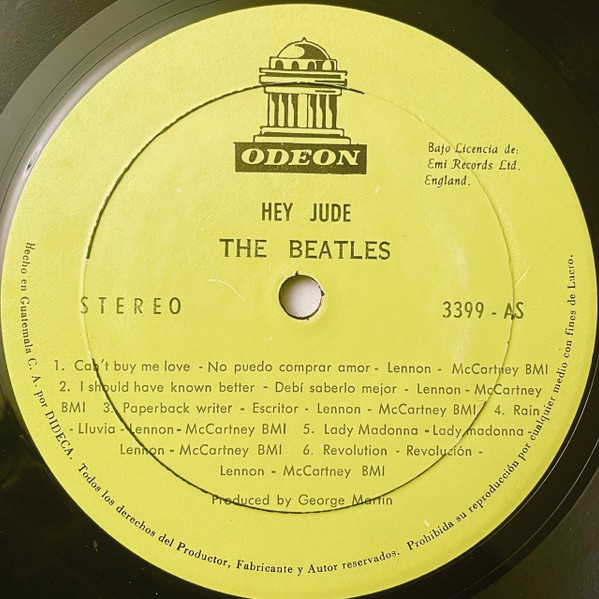 ODEON
Bajo Licencia de:
Emi Records Ltd.
England.
HEY JUDE
THE BEATLES
STEREO
3399 - AS
1. Can't buy me love - No puedo comprar amor - Lennon - McCartney BMI
2. I should have known better - Debí saberlo mejor - Lennon - McCartney
BMI 3. Paperback writer - Escritor - Lennon - McCartney BMI 4. Rain
- Lluvia - Lennon - McCartney BMI 5. Lady Madonna - Lady madonna -
Lennon - McCartney BMI 6. Revolution - Revolución -
Lennon - McCartney BMI
Produced by George Martin
Hecho en Guatemala C. A. por DIDECA. Todos los derechos del Productor, Fabricante y Autor reservados. Prohibida su reproducción por cualquier medio con fines de Lucro.